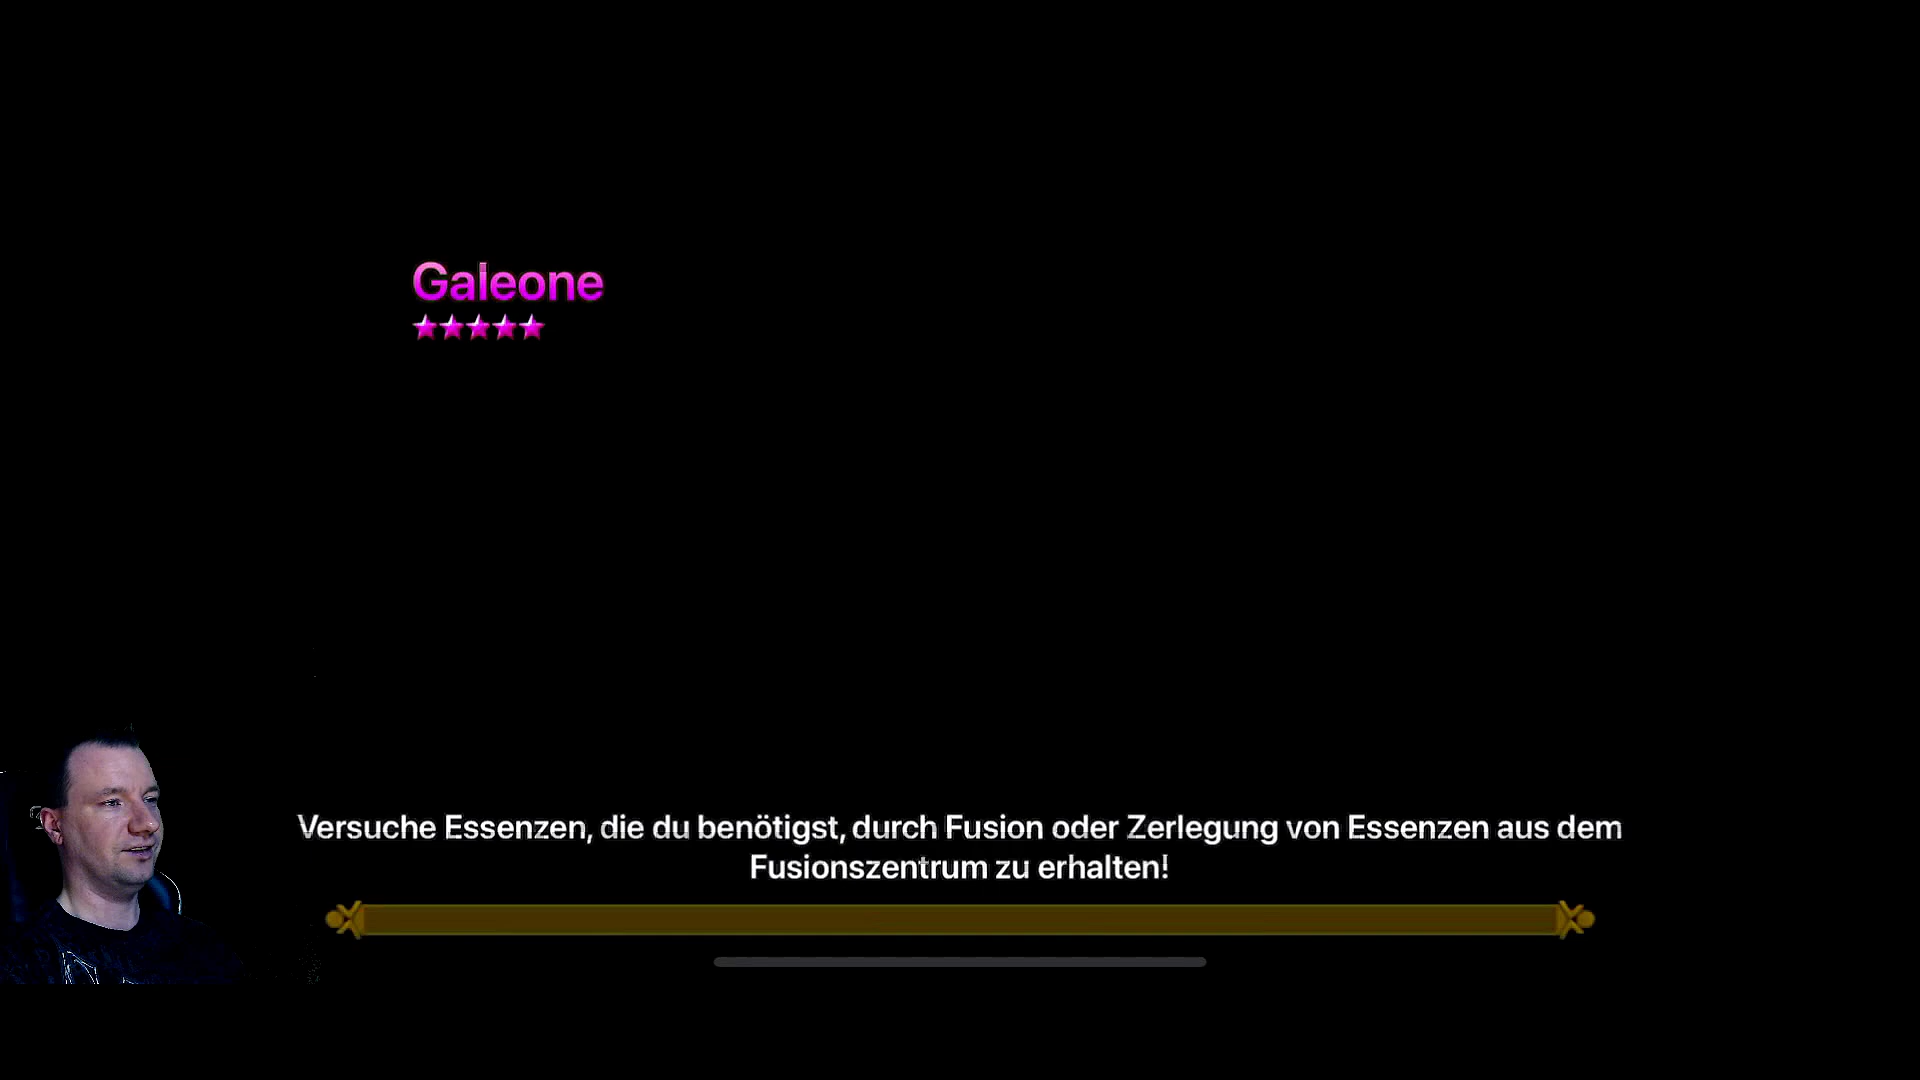 Galeone
Versuche Essenzen, die du benötigst, durch Fusion oder Zerlegung von Essenzen aus dem
Fusionszentrum zu erhalten!